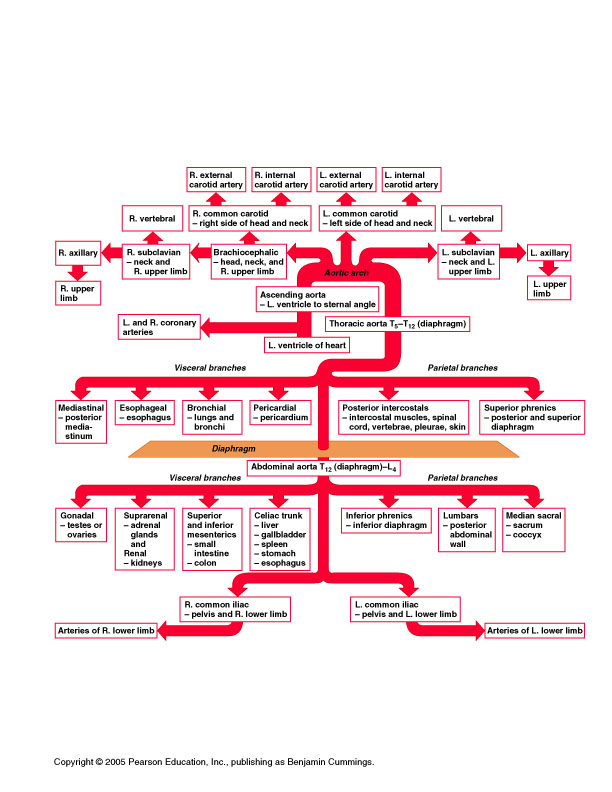 R. external
carotid artery
R. internal
carotid artery
L. external
carotid artery
L. internal
carotid artery
R. vertebral
R. common carotid
– right side of head and neck
L. common carotid
– left side of head and neck
L. vertebral
R. axillary
R. subclavian
– neck and
R. upper limb
Brachiocephalic
– head, neck, and
R. upper limb
L. subclavian
– neck and L.
upper limb
L. axillary
Aortic arch
R. upper
limb
L. upper
limb
Ascending aorta
– L. ventricle to sternal angle
L. and R. coronary
arteries
Thoracic aorta T5–T12 (diaphragm)
L. ventricle of heart
Visceral branches
Parietal branches
Mediastinal
– posterior
media-
stinum
Esophageal
– esophagus
Bronchial
– lungs and
bronchi
Pericardial
– pericardium
Posterior intercostals
– intercostal muscles, spinal
cord, vertebrae, pleurae, skin
Superior phrenics
– posterior and superior
diaphragm
Diaphragm
Abdominal aorta T12 (diaphragm)–L4
Visceral branches
Parietal branches
Gonadal
– testes or
ovaries
Suprarenal
– adrenal
glands
and
Renal
– kidneys
Superior
and inferior
mesenterics
– small
intestine
– colon
Celiac trunk
– liver
– gallbladder
– spleen
– stomach
– esophagus
Inferior phrenics
– inferior diaphragm
Lumbars
– posterior
abdominal
wall
Median sacral
– sacrum
– coccyx
R. common iliac
– pelvis and R. lower limb
L. common iliac
– pelvis and L. lower limb
Arteries of R. lower limb
Arteries of L. lower limb
Copyright © 2005 Pearson Education, Inc., publishing as Benjamin Cummings.